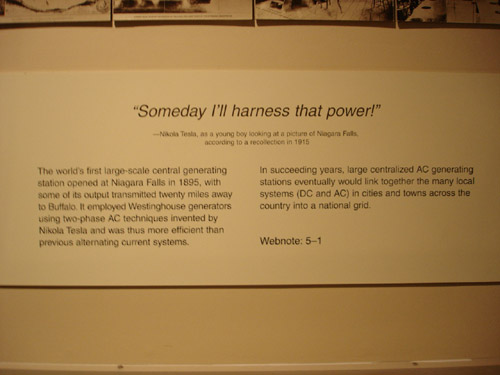 "Someday I'll harness that power!"
—Nikola Tesla, as a young boy looking at a picture of Niagara Falls,
according to a recollection in 1915
The world's first large-scale central generating
station opened at Niagara Falls in 1895, with
some of its output transmitted twenty miles away
to Buffalo. It employed Westinghouse generators
using two-phase AC techniques invented by
Nikola Tesla and was thus more efficient than
previous alternating current systems.
In succeeding years, large centralized AC generating
stations eventually would link together the many local
systems (DC and AC) in cities and towns across the
country into a national grid.
Webnote: 5–1